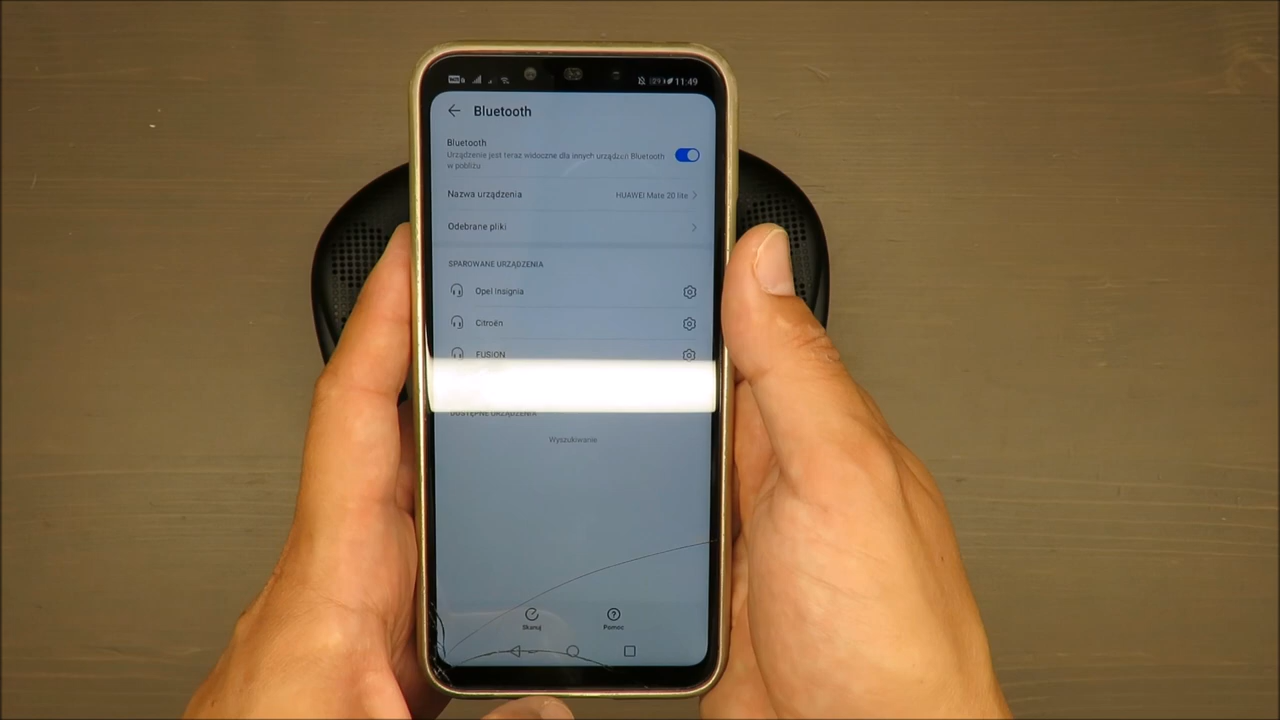 11:49
Bluetooth
Bluetooth
Urządzenie jest teraz widoczne dla innych urządzeń Bluetooth
w pobliżu
Nazwa urządzenia HUAWEI Mate 20 lite
Odebrane pliki
SPAROWANE URZĄDZENIA
Opel Insignia
Citroën
FUSION
DOSTĘPNE URZĄDZENIA
Wyszukiwanie
Skanuj Pomoc